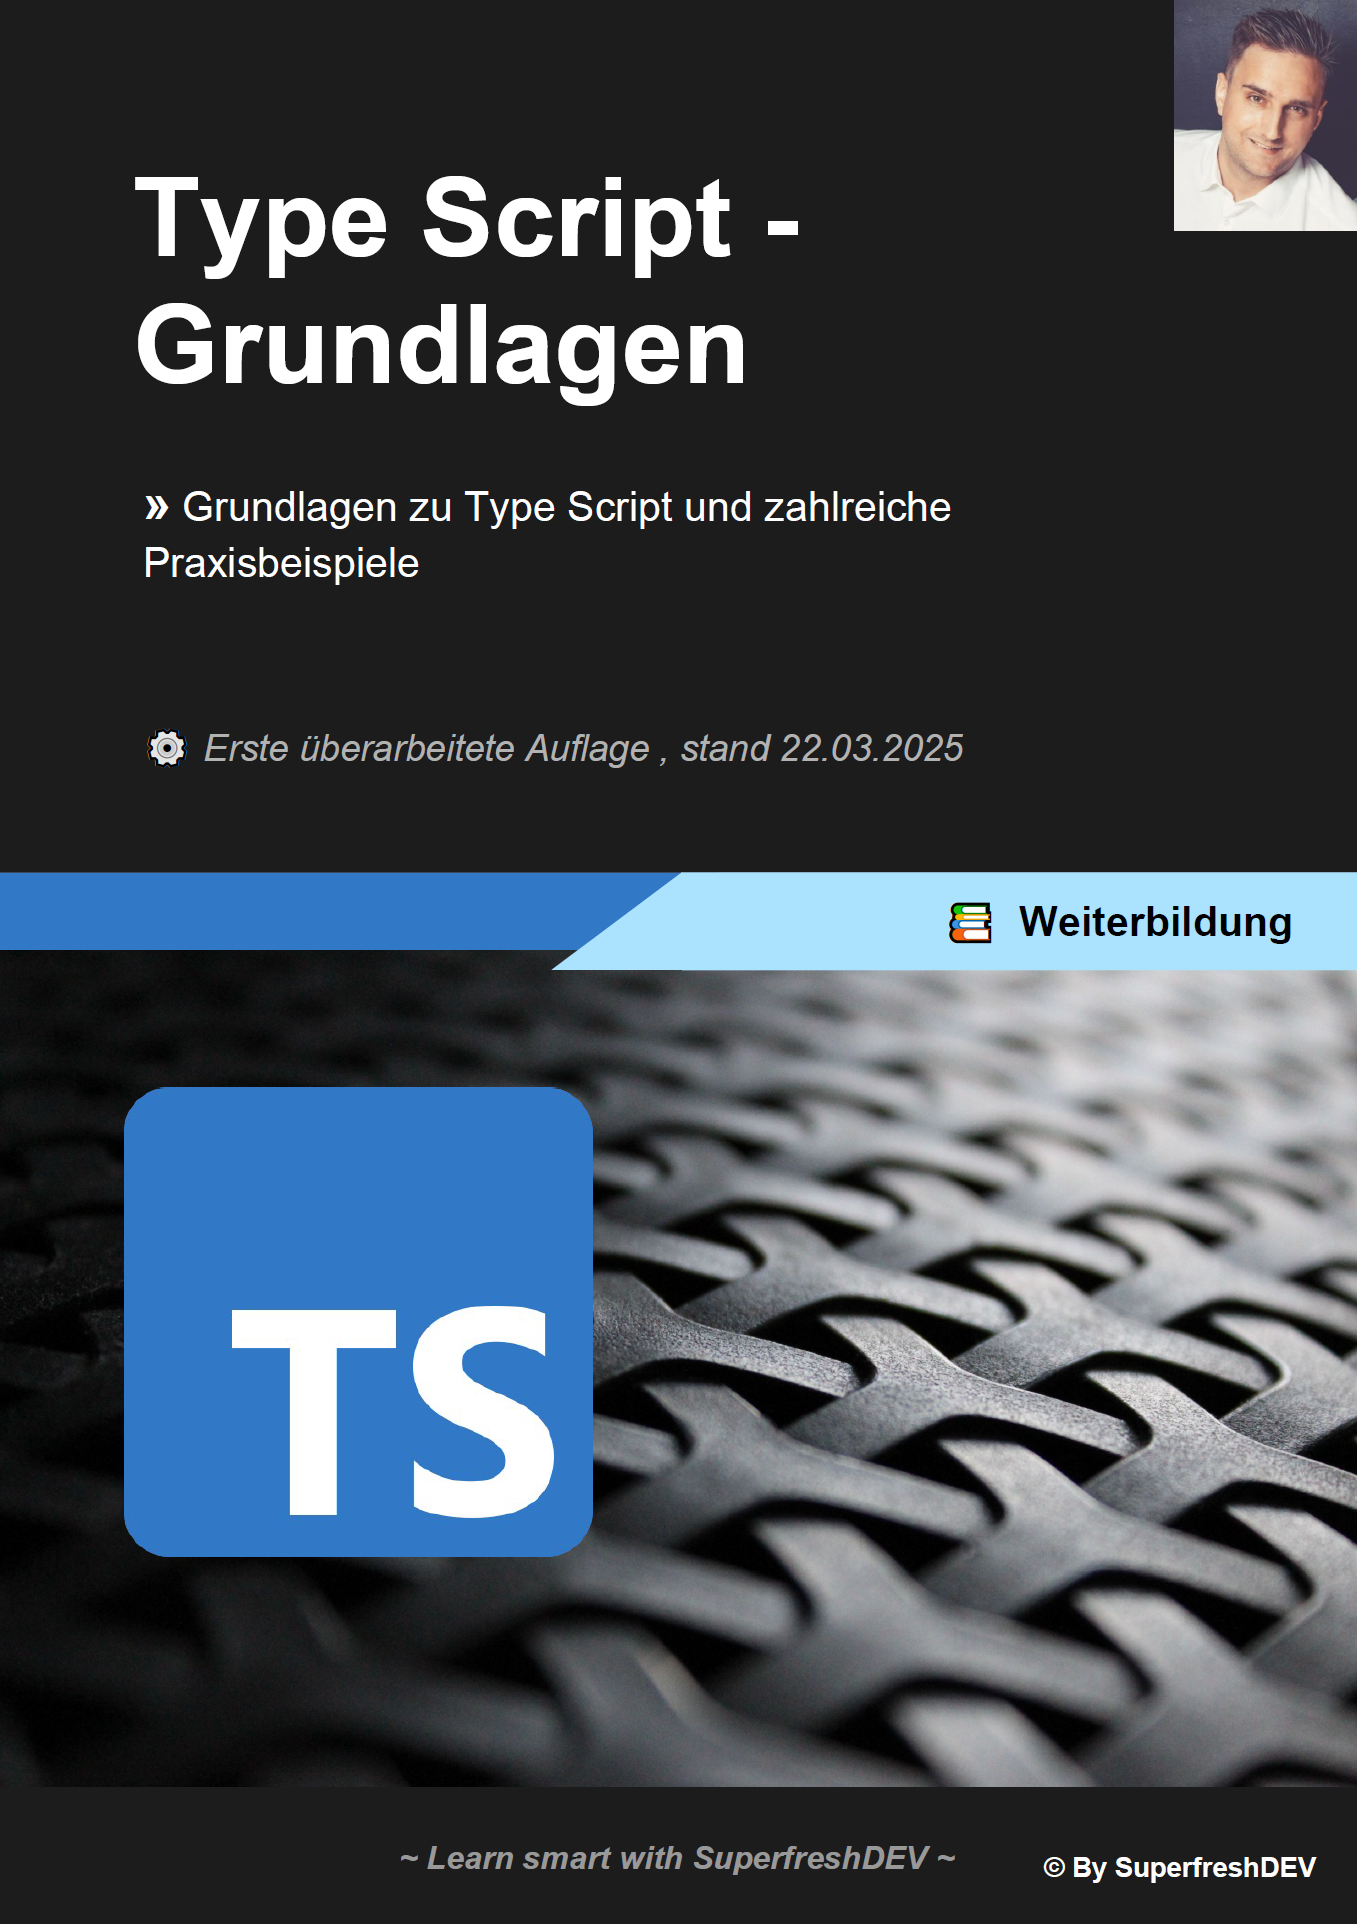 Type Script -
Grundlagen
» Grundlagen zu Type Script und zahlreiche
Praxisbeispiele
Erste überarbeitete Auflage , stand 22.03.2025
Weiterbildung
TS
~ Learn smart with SuperfreshDEV ~
© By SuperfreshDEV